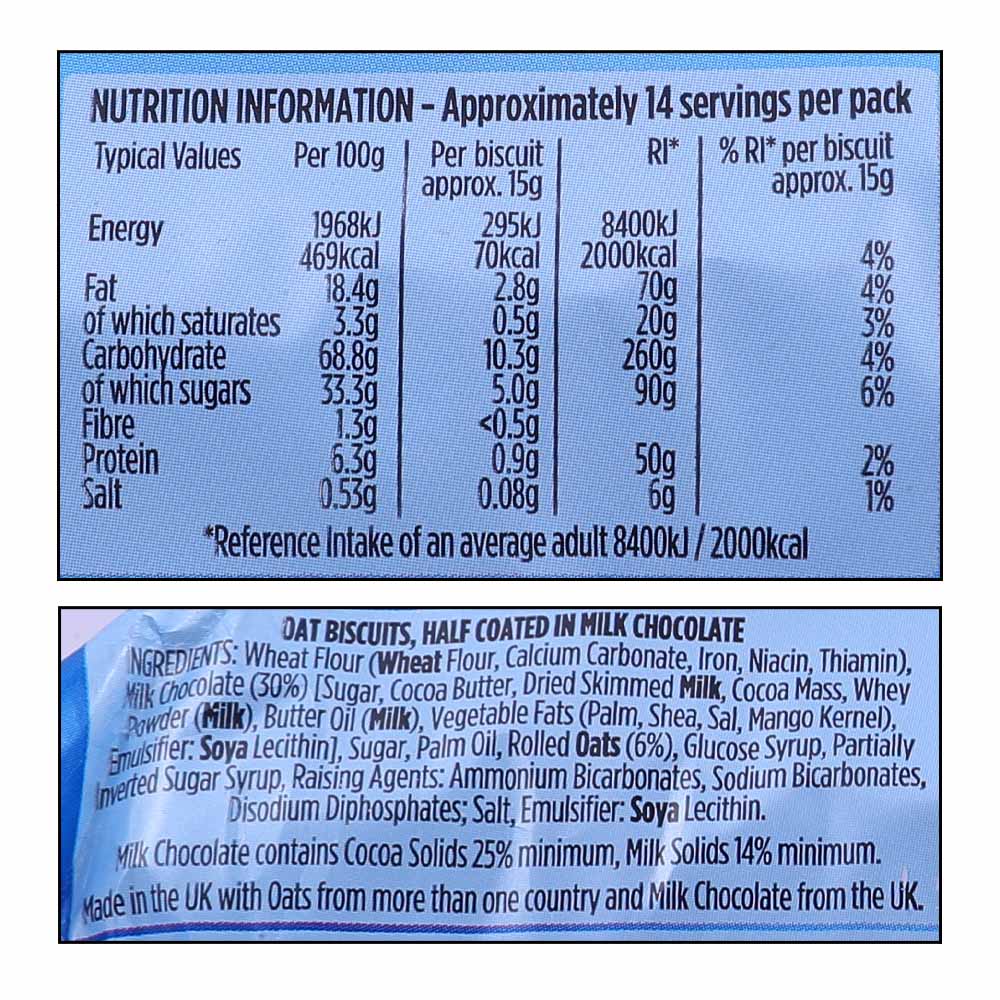 NUTRITION INFORMATION – Approximately 14 servings per pack
Typical Values Per 100g Per biscuit approx. 15g RI* % RI* per biscuit approx. 15g
Energy 1968kJ 295kJ 8400kJ
469kcal 70kcal 2000kcal 4%
Fat 18.4g 2.8g 70g 4%
of which saturates 3.3g 0.5g 20g 3%
Carbohydrate 68.8g 10.3g 260g 4%
of which sugars 33.3g 5.0g 90g 6%
Fibre 1.3g <0.5g
Protein 6.3g 0.9g 50g 2%
Salt 0.53g 0.08g 6g 1%
*Reference Intake of an average adult 8400kJ / 2000kcal
OAT BISCUITS, HALF COATED IN MILK CHOCOLATE
INGREDIENTS: Wheat Flour (Wheat Flour, Calcium Carbonate, Iron, Niacin, Thiamin),
Milk Chocolate (30%) [Sugar, Cocoa Butter, Dried Skimmed Milk, Cocoa Mass, Whey
Powder (Milk), Butter Oil (Milk), Vegetable Fats (Palm, Shea, Sal, Mango Kernel),
Emulsifier: Soya Lecithin], Sugar, Palm Oil, Rolled Oats (6%), Glucose Syrup, Partially
Inverted Sugar Syrup, Raising Agents: Ammonium Bicarbonates, Sodium Bicarbonates,
Disodium Diphosphates; Salt, Emulsifier: Soya Lecithin.
Milk Chocolate contains Cocoa Solids 25% minimum, Milk Solids 14% minimum.
Made in the UK with Oats from more than one country and Milk Chocolate from the UK.